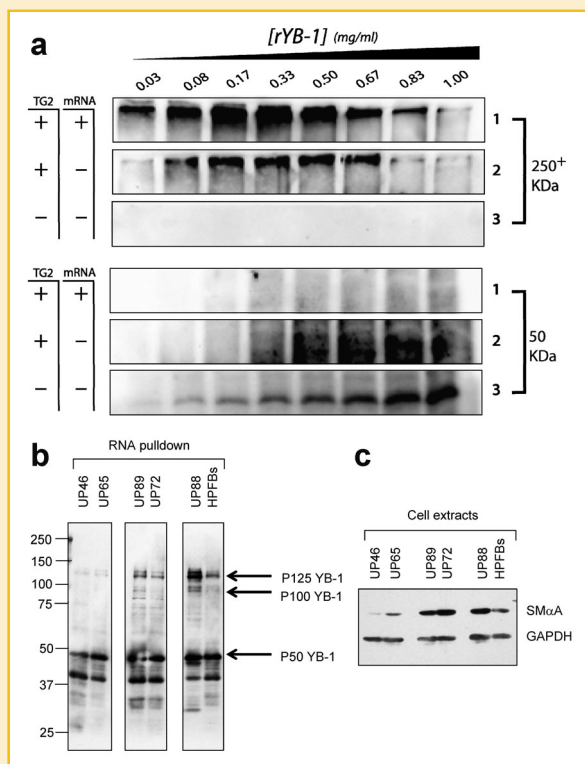 a
[rYB-1] (mg/ml)
0.03 0.08 0.17 0.33 0.50 0.67 0.83 1.00
TG2 mRNA
+ + 1
+ − 2
− − 3
250+
KDa
TG2 mRNA
+ + 1
+ − 2
− − 3
50
KDa
b
RNA pulldown
UP46 UP65 UP89 UP72 UP88 HPFBs
250
150
100
75
50
37
25
P125 YB-1
P100 YB-1
P50 YB-1
c
Cell extracts
UP46 UP65 UP89 UP72 UP88 HPFBs
SMαA
GAPDH